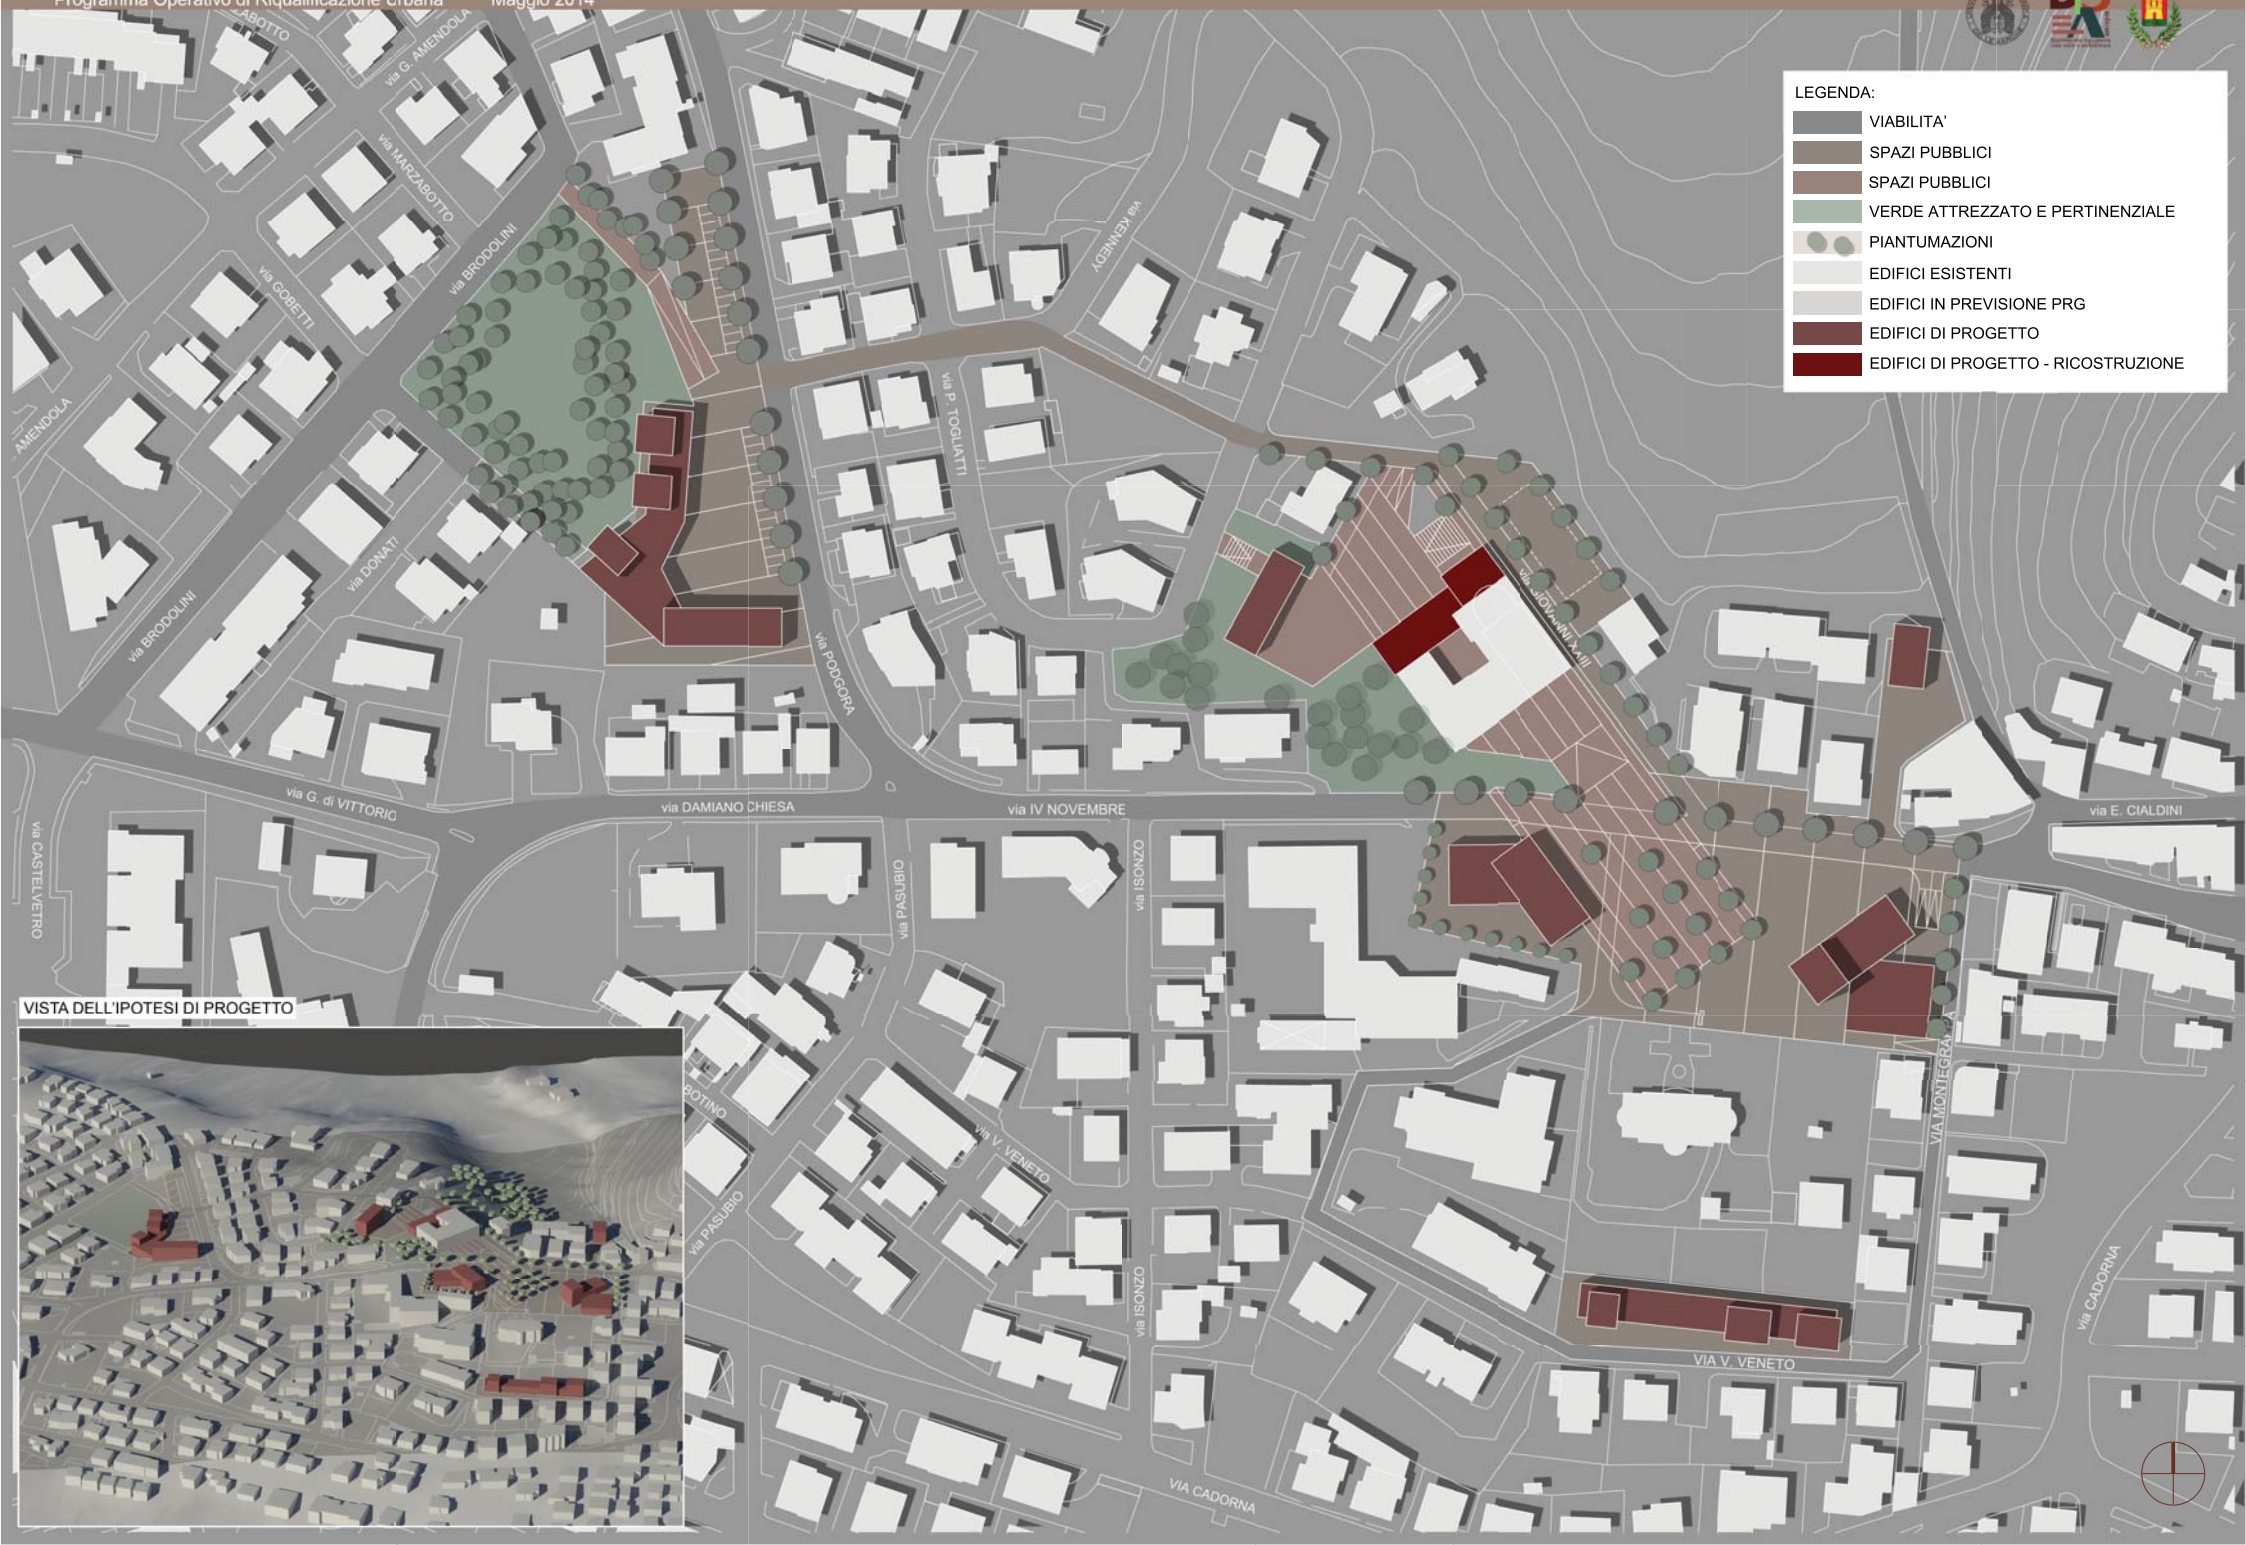 Programma Operativo di Riqualificazione Urbana Maggio 2014
LEGENDA:
VIABILITA'
SPAZI PUBBLICI
SPAZI PUBBLICI
VERDE ATTREZZATO E PERTINENZIALE
PIANTUMAZIONI
EDIFICI ESISTENTI
EDIFICI IN PREVISIONE PRG
EDIFICI DI PROGETTO
EDIFICI DI PROGETTO - RICOSTRUZIONE
via G. AMENDOLA
via MARZABOTTO
via BRODOLINI
via GOBETTI
via KENNEDY
AMENDOLA
via P. TOGLIATTI
via DONATI
via BRODOLINI
via GIOVANNI XXIII
via PODGORA
via G. di VITTORIO
via DAMIANO CHIESA
via IV NOVEMBRE
via E. CIALDINI
via CASTELVETRO
via PASUBIO
via ISONZO
VISTA DELL'IPOTESI DI PROGETTO
VIA MONTEGRAPPA
BOTINO
via V. VENETO
via PASUBIO
via ISONZO
via CADORNA
VIA V. VENETO
VIA CADORNA